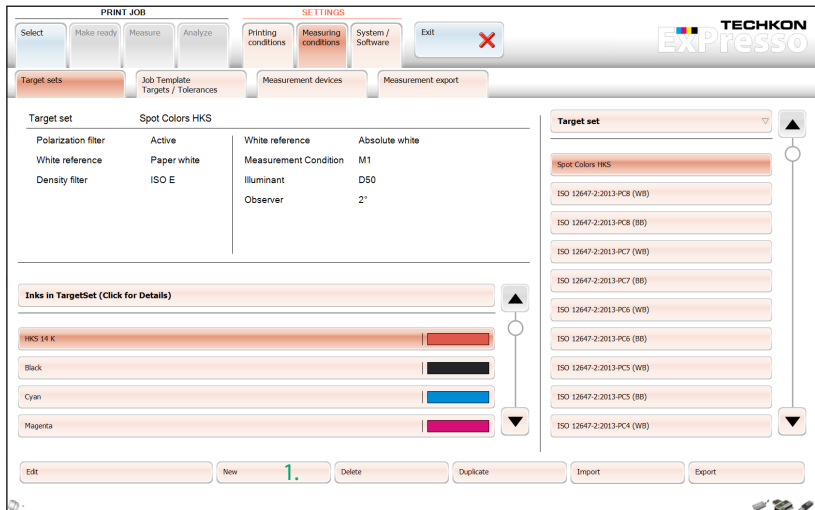 PRINT JOB
SETTINGS
Select
Make ready
Measure
Analyze
Printing
conditions
Measuring
conditions
System /
Software
Exit
TECHKON
ExPresso
Target sets
Job Template
Targets / Tolerances
Measurement devices
Measurement export
Target set
Spot Colors HKS
Polarization filter
Active
White reference
Absolute white
White reference
Paper white
Measurement Condition
M1
Density filter
ISO E
Illuminant
D50
Observer
2°
Inks in TargetSet (Click for Details)
HKS 14 K
Black
Cyan
Magenta
Target set
Spot Colors HKS
ISO 12647-2:2013-PC8 (WB)
ISO 12647-2:2013-PC8 (BB)
ISO 12647-2:2013-PC7 (WB)
ISO 12647-2:2013-PC7 (BB)
ISO 12647-2:2013-PC6 (WB)
ISO 12647-2:2013-PC6 (BB)
ISO 12647-2:2013-PC5 (WB)
ISO 12647-2:2013-PC5 (BB)
ISO 12647-2:2013-PC4 (WB)
Edit
New
1.
Delete
Duplicate
Import
Export